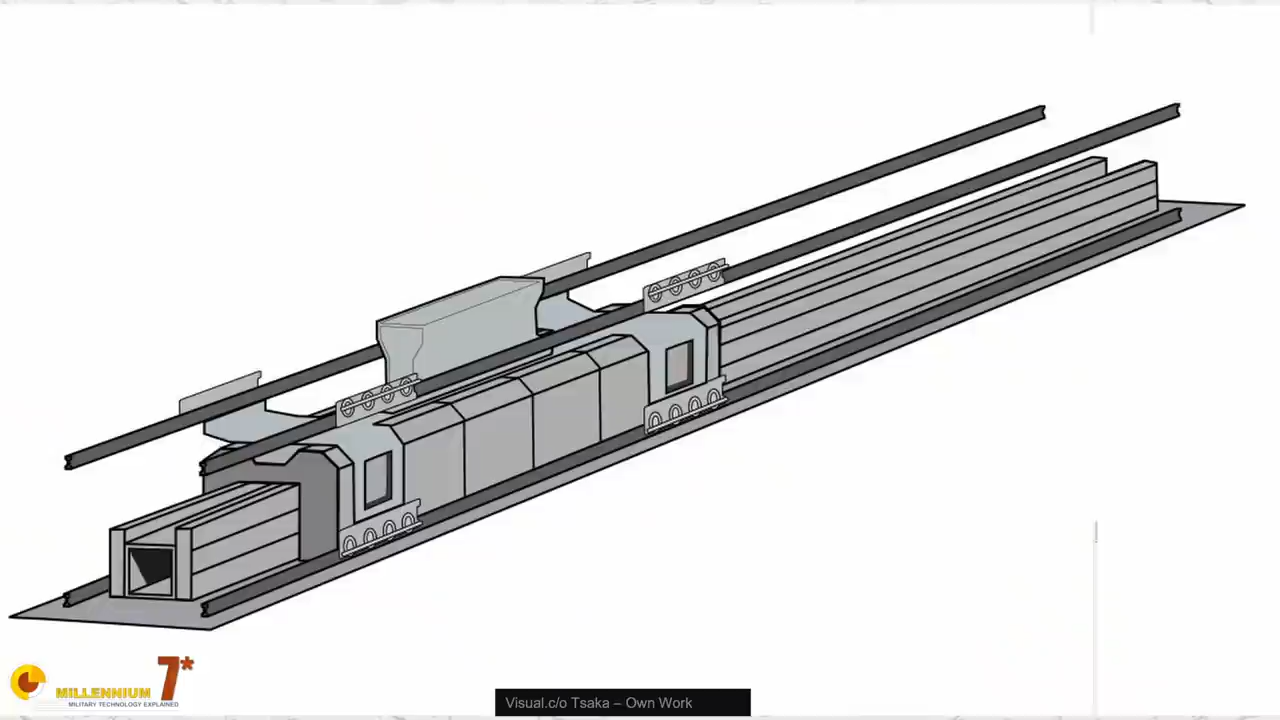 7*
MILLENNIUM
MILITARY TECHNOLOGY EXPLAINED
Visual.c/o Tsaka – Own Work